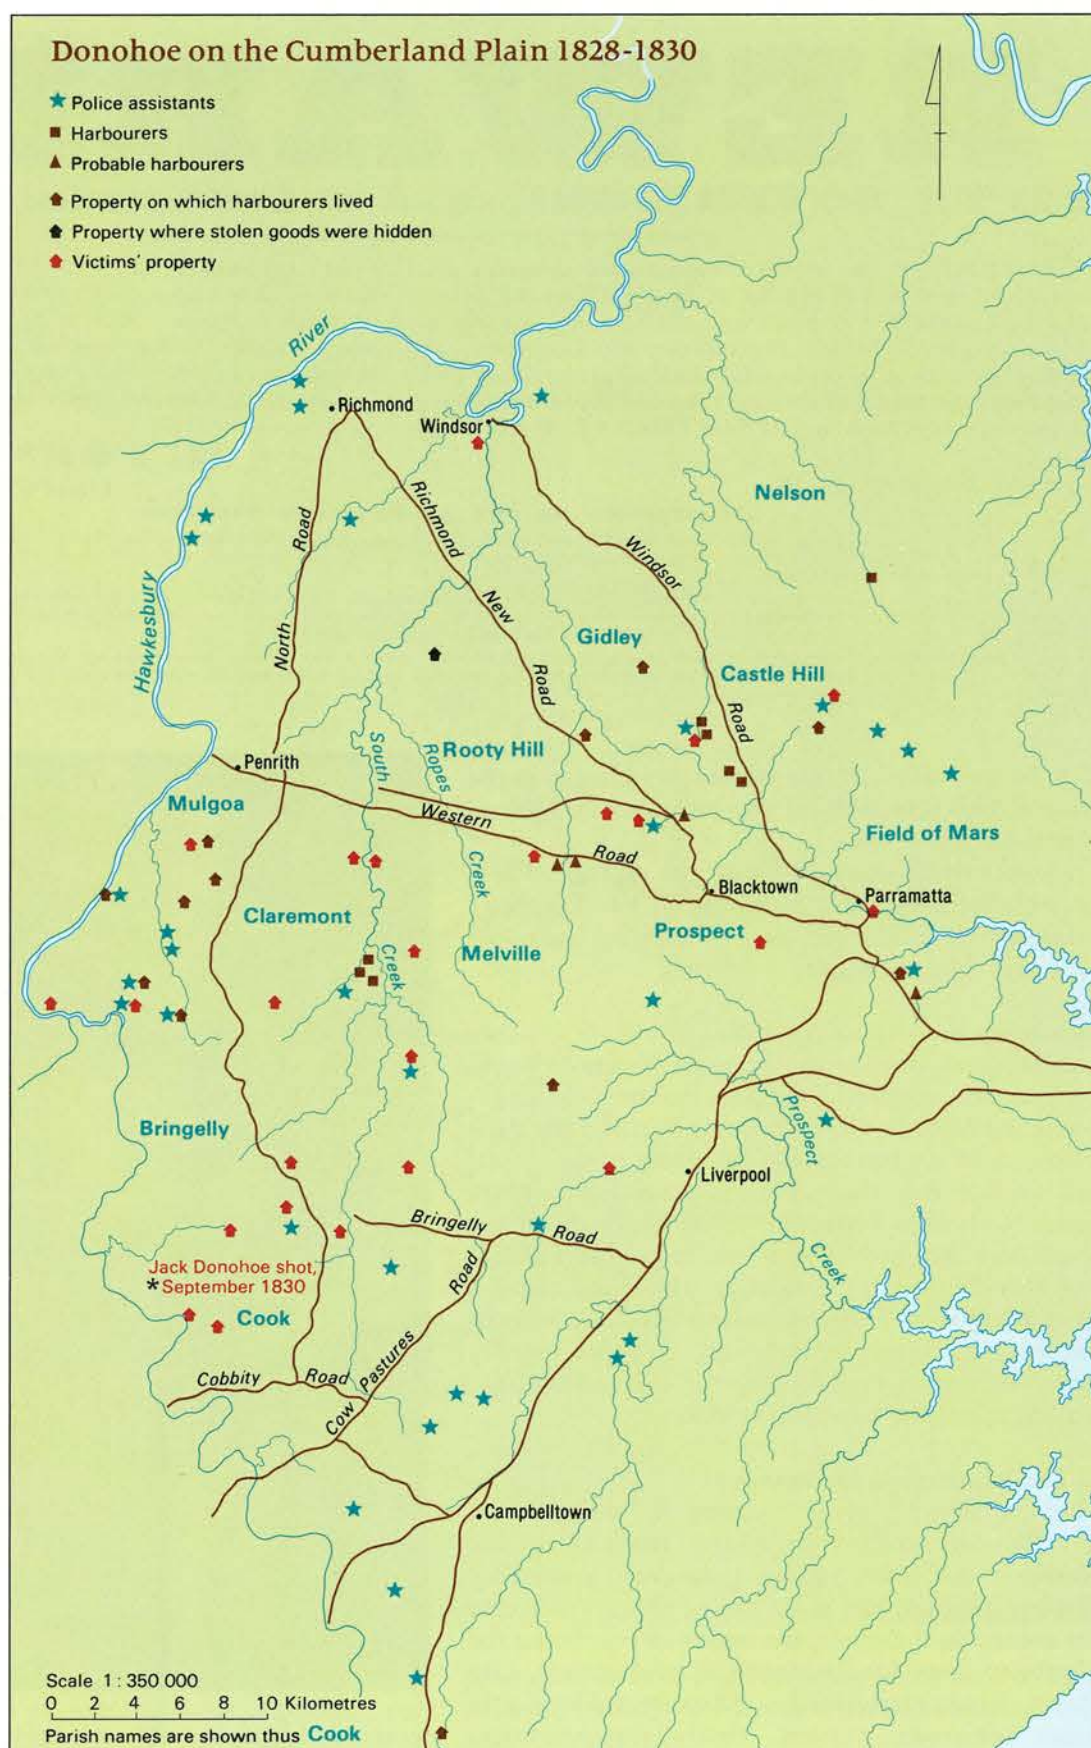 Donohoe on the Cumberland Plain 1828-1830
Police assistants
Harbourers
Probable harbourers
Property on which harbourers lived
Property where stolen goods were hidden
Victims' property
River
Richmond
Windsor
Nelson
Road
Richmond
Windsor
Hawkesbury
New
North
Gidley
Castle Hill
Road
Road
South
Ropes
Rooty Hill
Penrith
Mulgoa
Western
Field of Mars
Road
Creek
Blacktown
Parramatta
Claremont
Prospect
Creek
Melville
Bringelly
Prospect
Liverpool
Bringelly
Road
Road
Creek
Jack Donohoe shot,
*September 1830
Cook
Pastures
Cobbity
Road
Cow
Campbelltown
Scale 1 : 350 000
0 2 4 6 8 10 Kilometres
Parish names are shown thus Cook